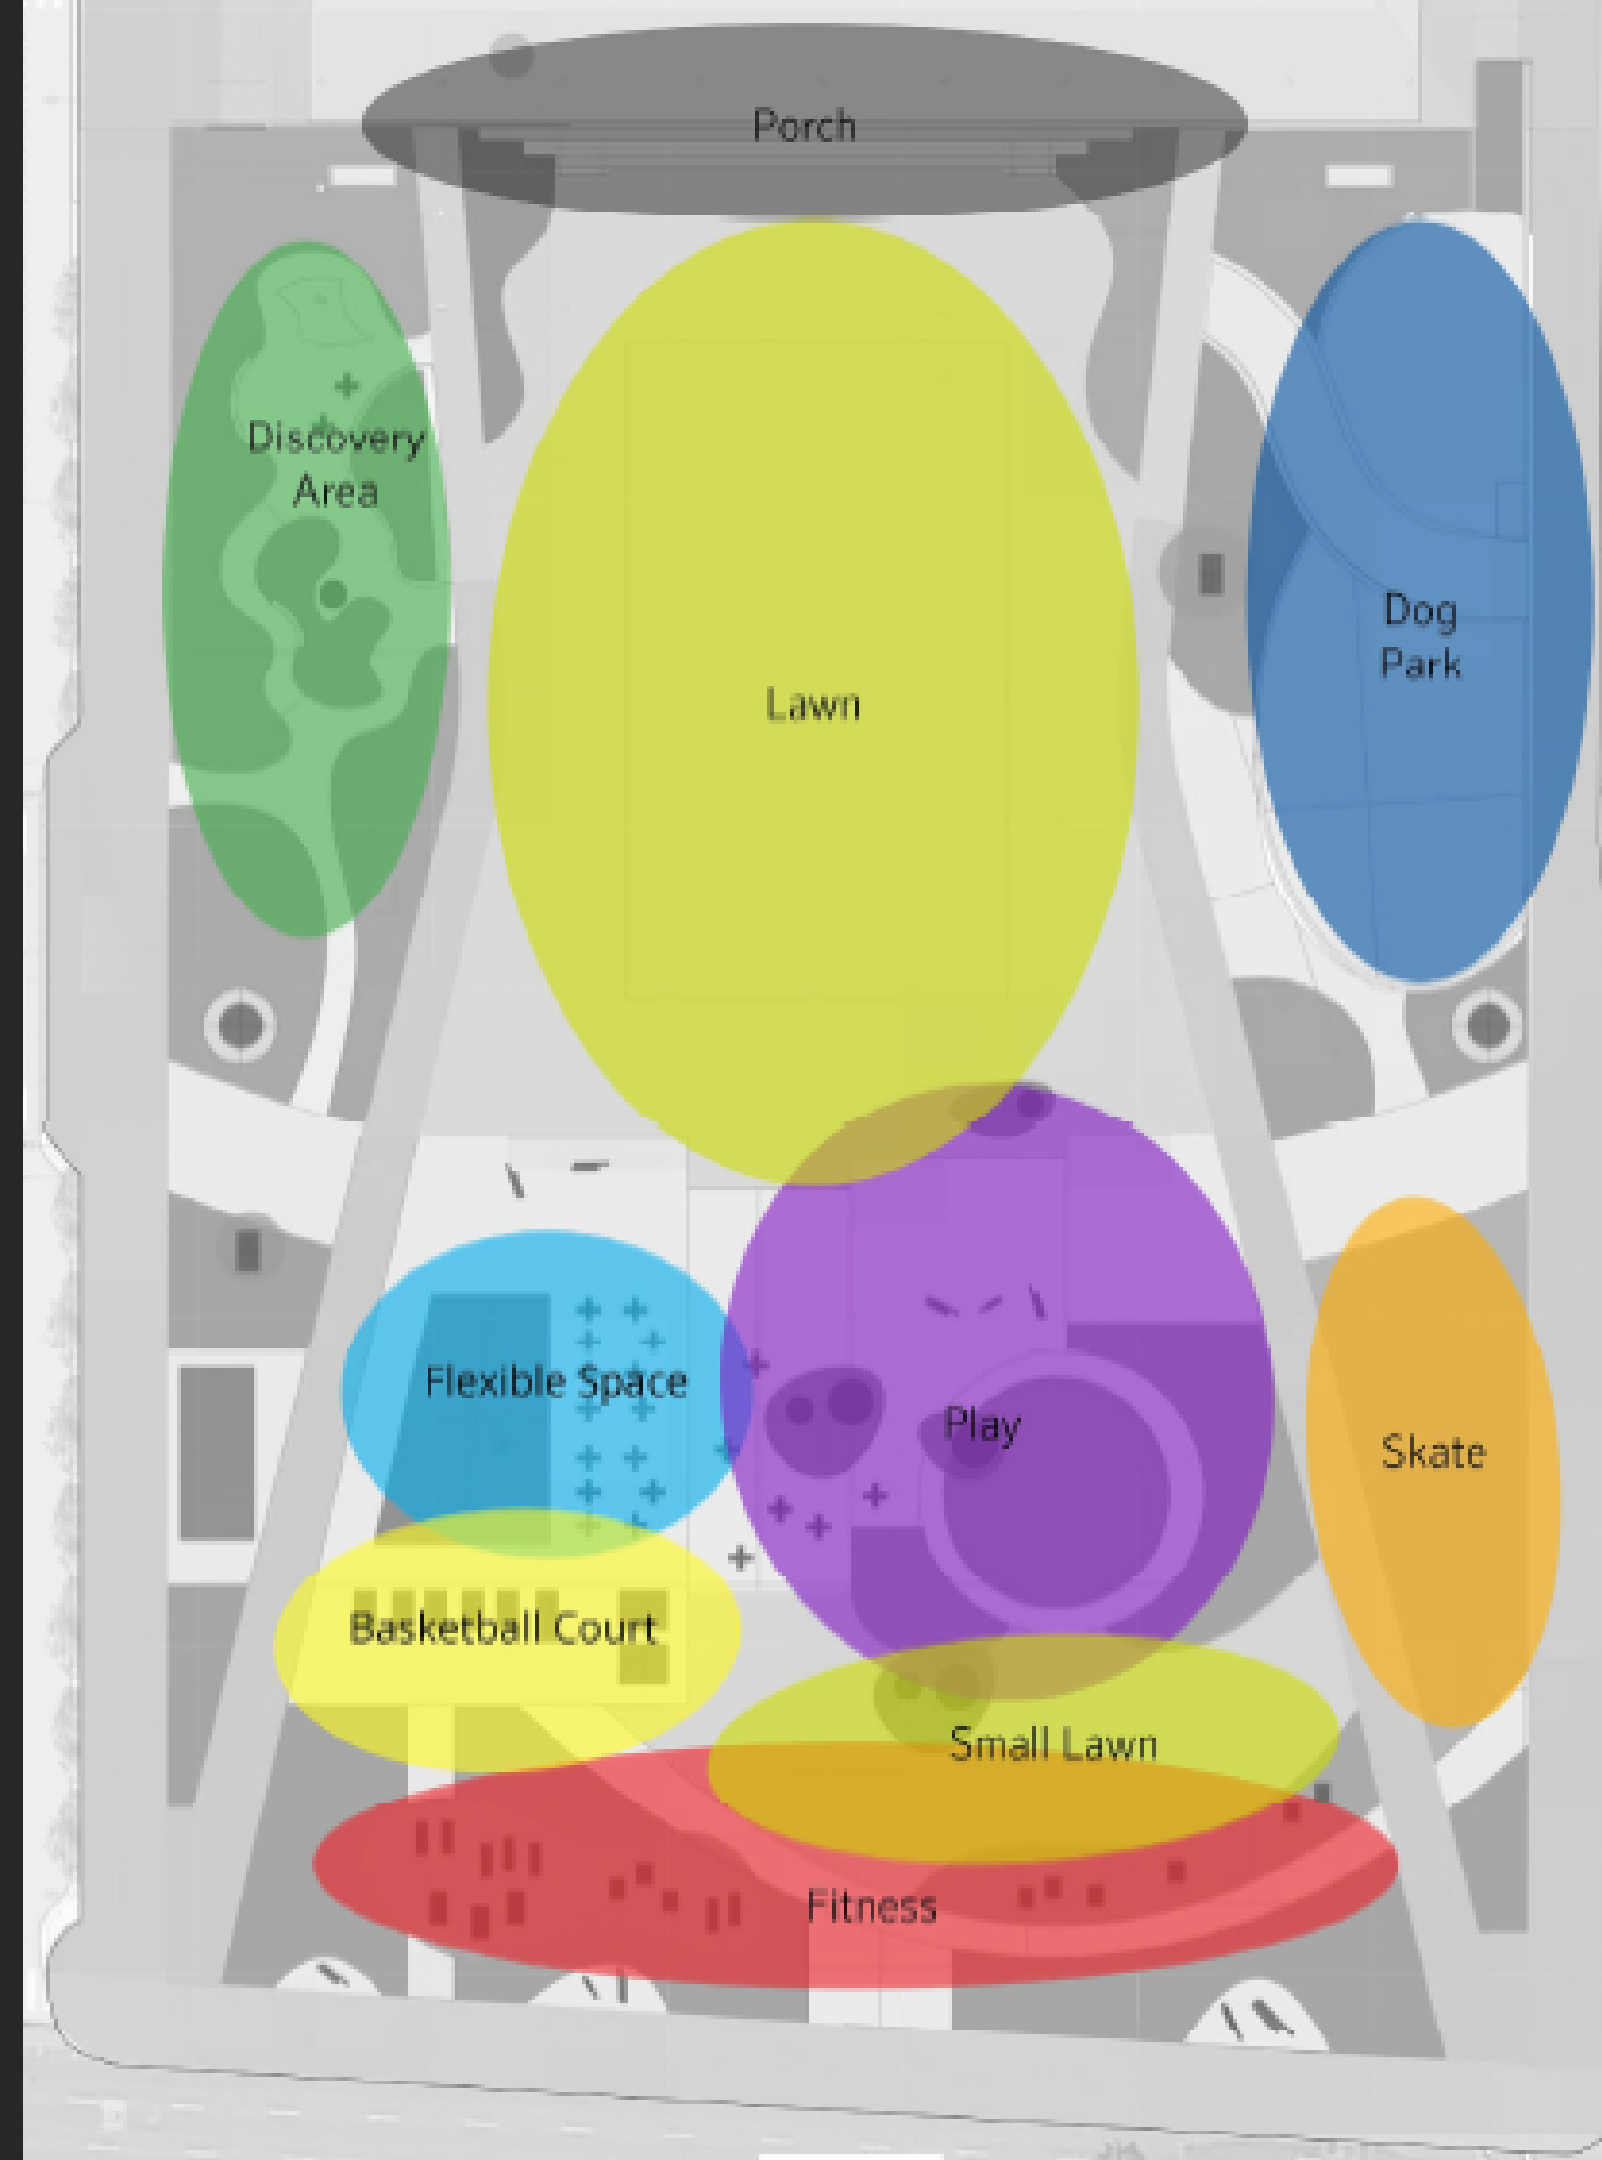 Porch
Discovery
Area
Lawn
Dog
Park
Flexible Space
Play
Skate
Basketball Court
Small Lawn
Fitness